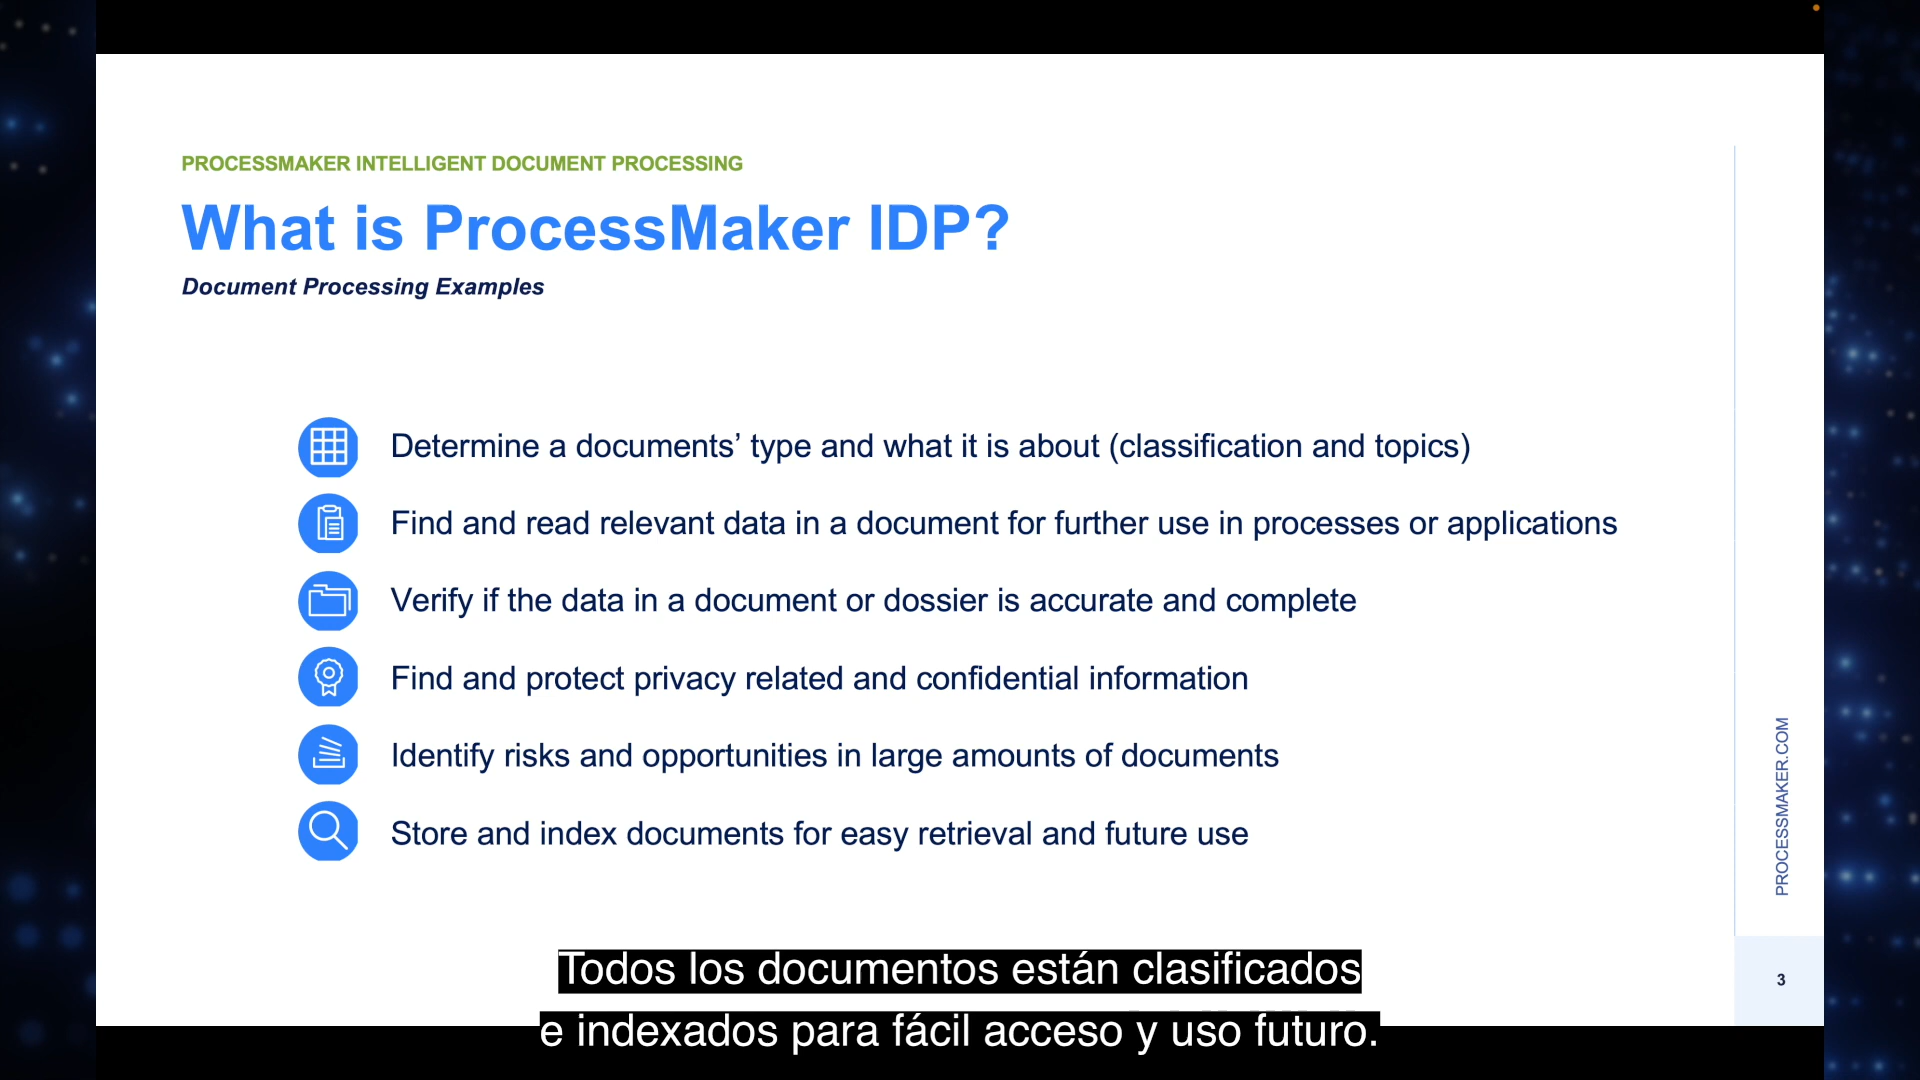 PROCESSMAKER INTELLIGENT DOCUMENT PROCESSING
What is ProcessMaker IDP?
Document Processing Examples
Determine a documents’ type and what it is about (classification and topics)
Find and read relevant data in a document for further use in processes or applications
Verify if the data in a document or dossier is accurate and complete
Find and protect privacy related and confidential information
Identify risks and opportunities in large amounts of documents
Store and index documents for easy retrieval and future use
PROCESSMAKER.COM
3
Todos los documentos están clasificados
e indexados para fácil acceso y uso futuro.